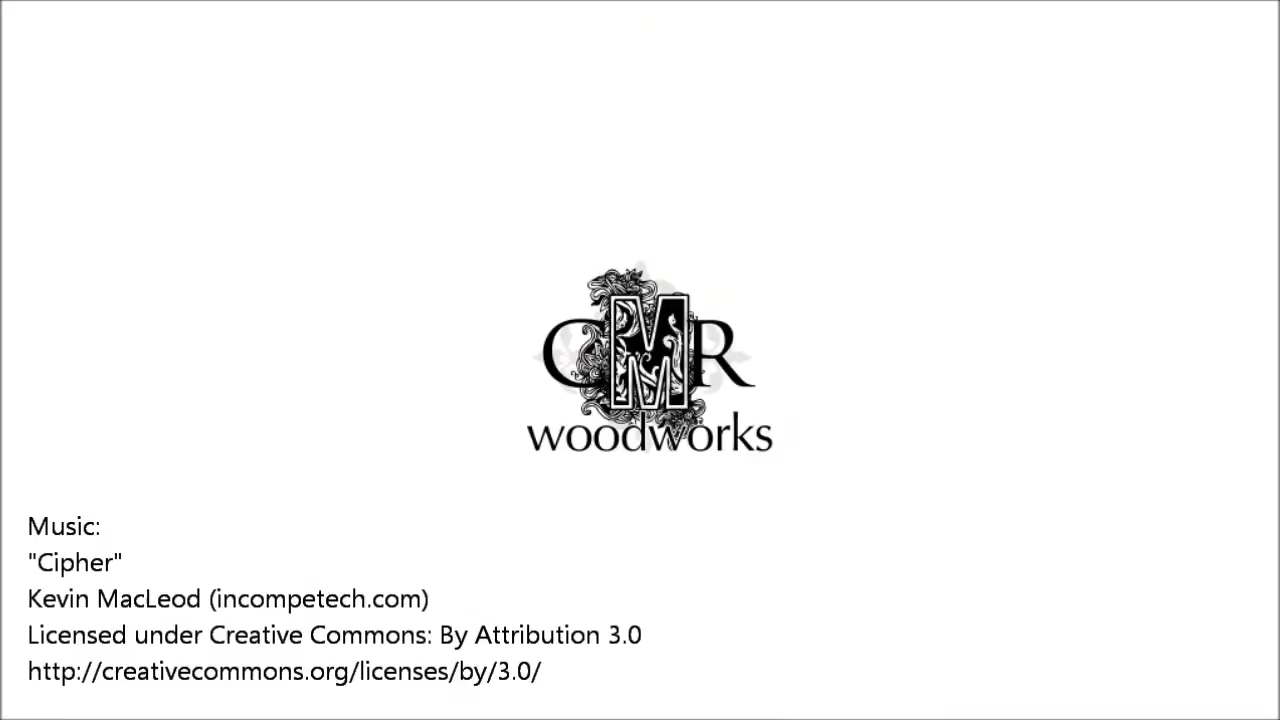 CMR
woodworks
Music:
"Cipher"
Kevin MacLeod (incompetech.com)
Licensed under Creative Commons: By Attribution 3.0
http://creativecommons.org/licenses/by/3.0/